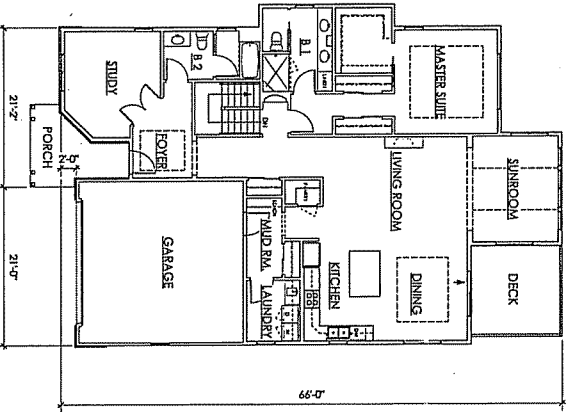 STUDY
B.2
B.1
MASTER SUITE
21'-2"
PORCH
2'-0"
FOYER
DN
LIVING ROOM
SUNROOM
21'-0"
GARAGE
MUD RM.
LAUNDRY
KITCHEN
DINING
DECK
66'-0"